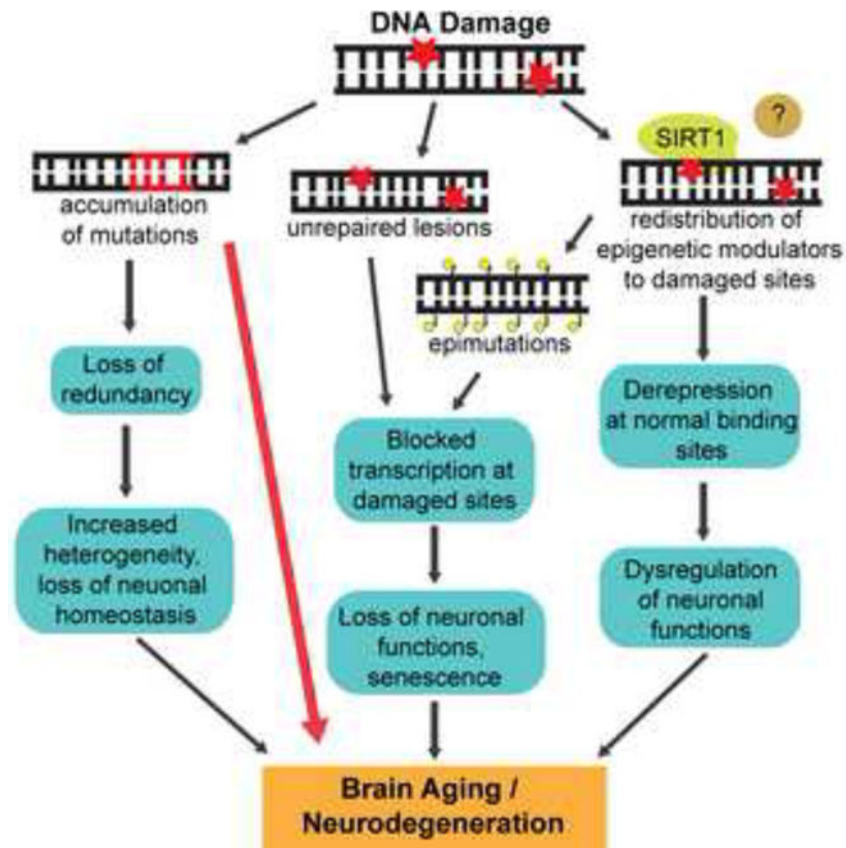 DNA Damage
accumulation
of mutations
unrepaired lesions
SIRT1
?
redistribution of
epigenetic modulators
to damaged sites
epimutations
Loss of
redundancy
Increased
heterogeneity,
loss of neuonal
homeostasis
Blocked
transcription at
damaged sites
Loss of neuronal
functions,
senescence
Derepression
at normal binding
sites
Dysregulation
of neuronal
functions
Brain Aging /
Neurodegeneration